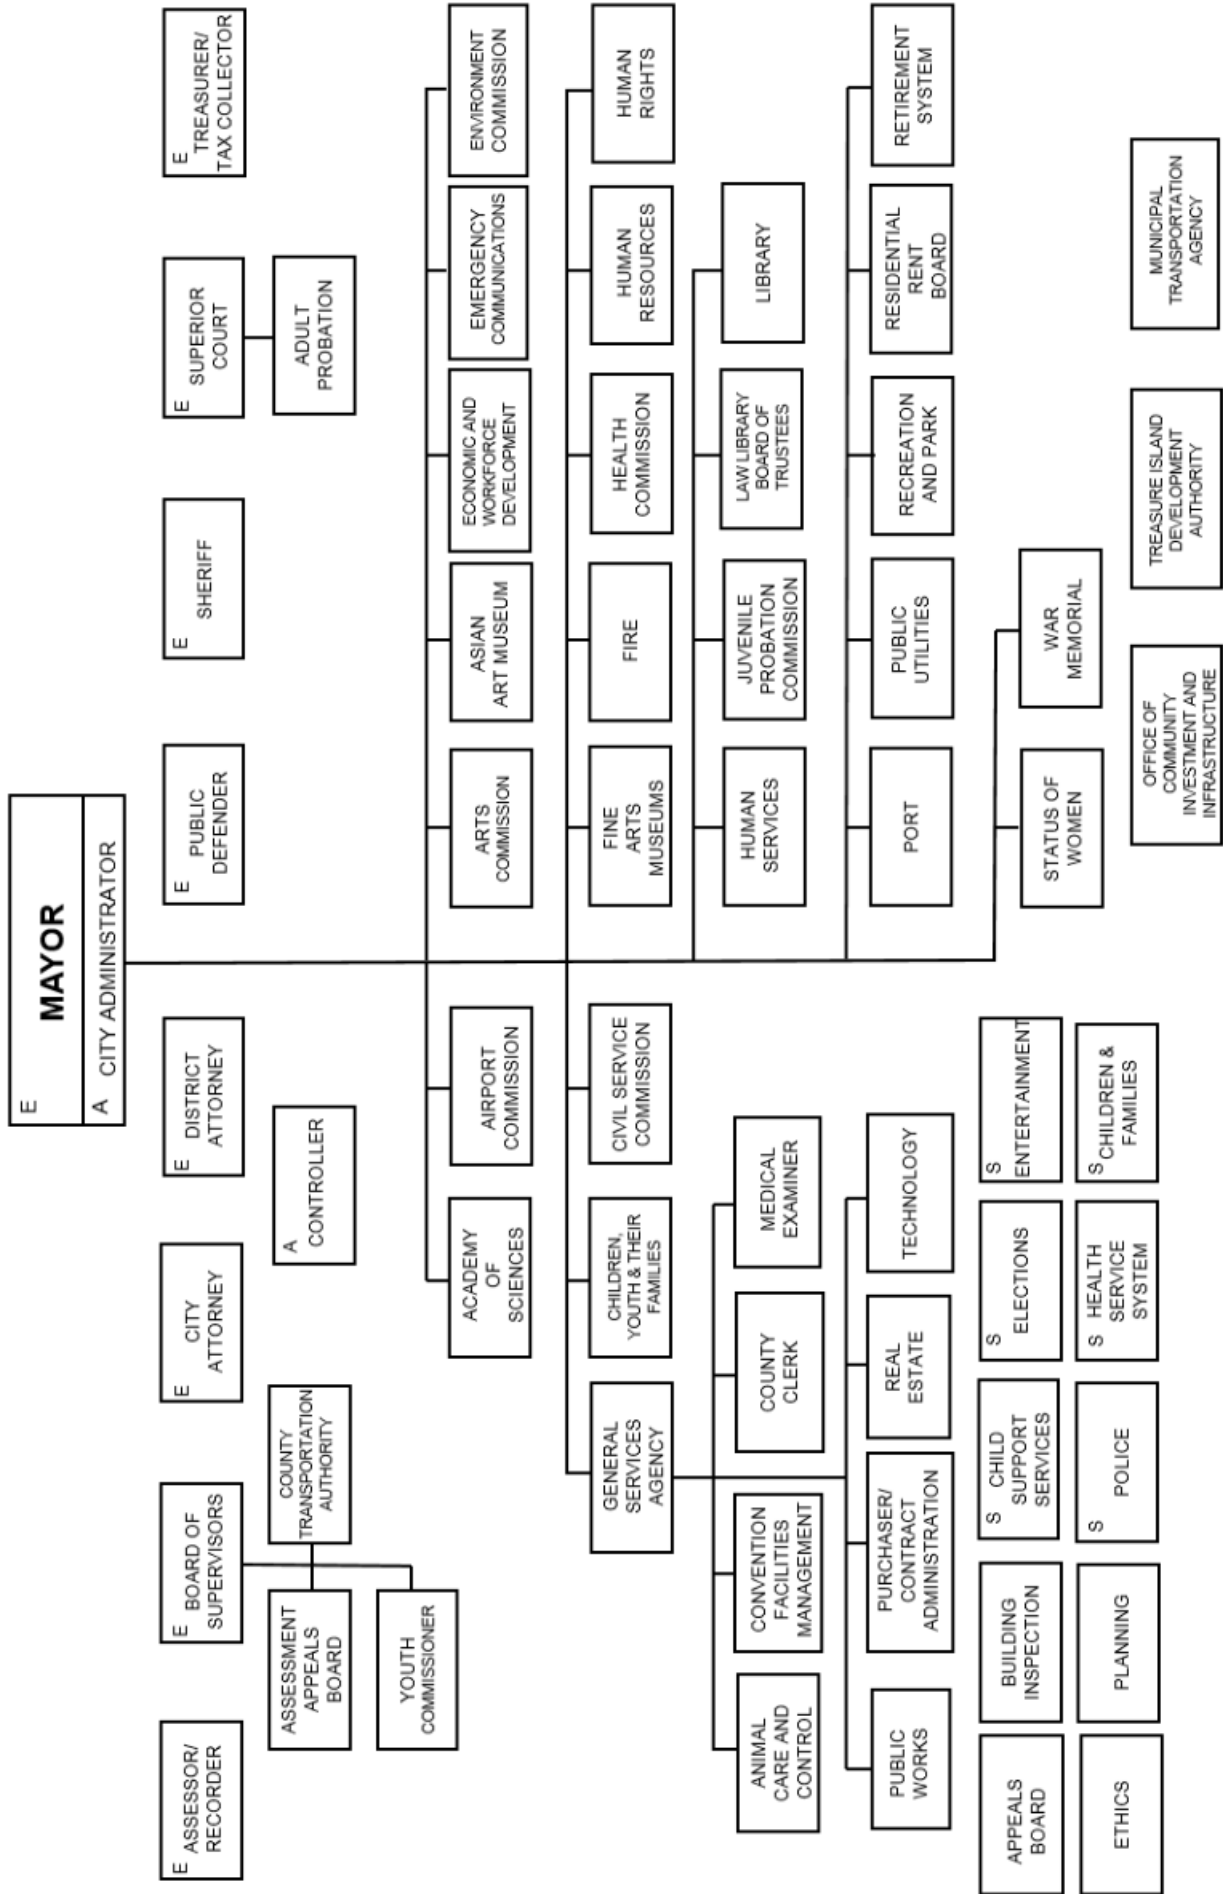 E
MAYOR
A CITY ADMINISTRATOR
E ASSESSOR/
RECORDER
E BOARD OF
SUPERVISORS
E CITY
ATTORNEY
E DISTRICT
ATTORNEY
E PUBLIC
DEFENDER
E SHERIFF
E SUPERIOR
COURT
E TREASURER/
TAX COLLECTOR
ASSESSMENT
APPEALS
BOARD
COUNTY
TRANSPORTATION
AUTHORITY
A
CONTROLLER
ADULT
PROBATION
YOUTH
COMMISSIONER
ACADEMY
OF
SCIENCES
AIRPORT
COMMISSION
ARTS
COMMISSION
ASIAN
ART MUSEUM
ECONOMIC AND
WORKFORCE
DEVELOPMENT
EMERGENCY
COMMUNICATIONS
ENVIRONMENT
COMMISSION
GENERAL
SERVICES
AGENCY
CHILDREN,
YOUTH & THEIR
FAMILIES
CIVIL SERVICE
COMMISSION
FINE
ARTS
MUSEUMS
FIRE
HEALTH
COMMISSION
HUMAN
RESOURCES
HUMAN
RIGHTS
ANIMAL
CARE AND
CONTROL
CONVENTION
FACILITIES
MANAGEMENT
COUNTY
CLERK
MEDICAL
EXAMINER
HUMAN
SERVICES
JUVENILE
PROBATION
COMMISSION
LAW LIBRARY
BOARD OF
TRUSTEES
LIBRARY
PUBLIC
WORKS
PURCHASER/
CONTRACT
ADMINISTRATION
REAL
ESTATE
TECHNOLOGY
PORT
PUBLIC
UTILITIES
RECREATION
AND PARK
RESIDENTIAL
RENT
BOARD
RETIREMENT
SYSTEM
APPEALS
BOARD
BUILDING
INSPECTION
S CHILD
SUPPORT
SERVICES
S
ELECTIONS
S
ENTERTAINMENT
STATUS OF
WOMEN
WAR
MEMORIAL
ETHICS
PLANNING
S
POLICE
S HEALTH
SERVICE
SYSTEM
S CHILDREN &
FAMILIES
OFFICE OF
COMMUNITY
INVESTMENT AND
INFRASTRUCTURE
TREASURE ISLAND
DEVELOPMENT
AUTHORITY
MUNICIPAL
TRANSPORTATION
AGENCY